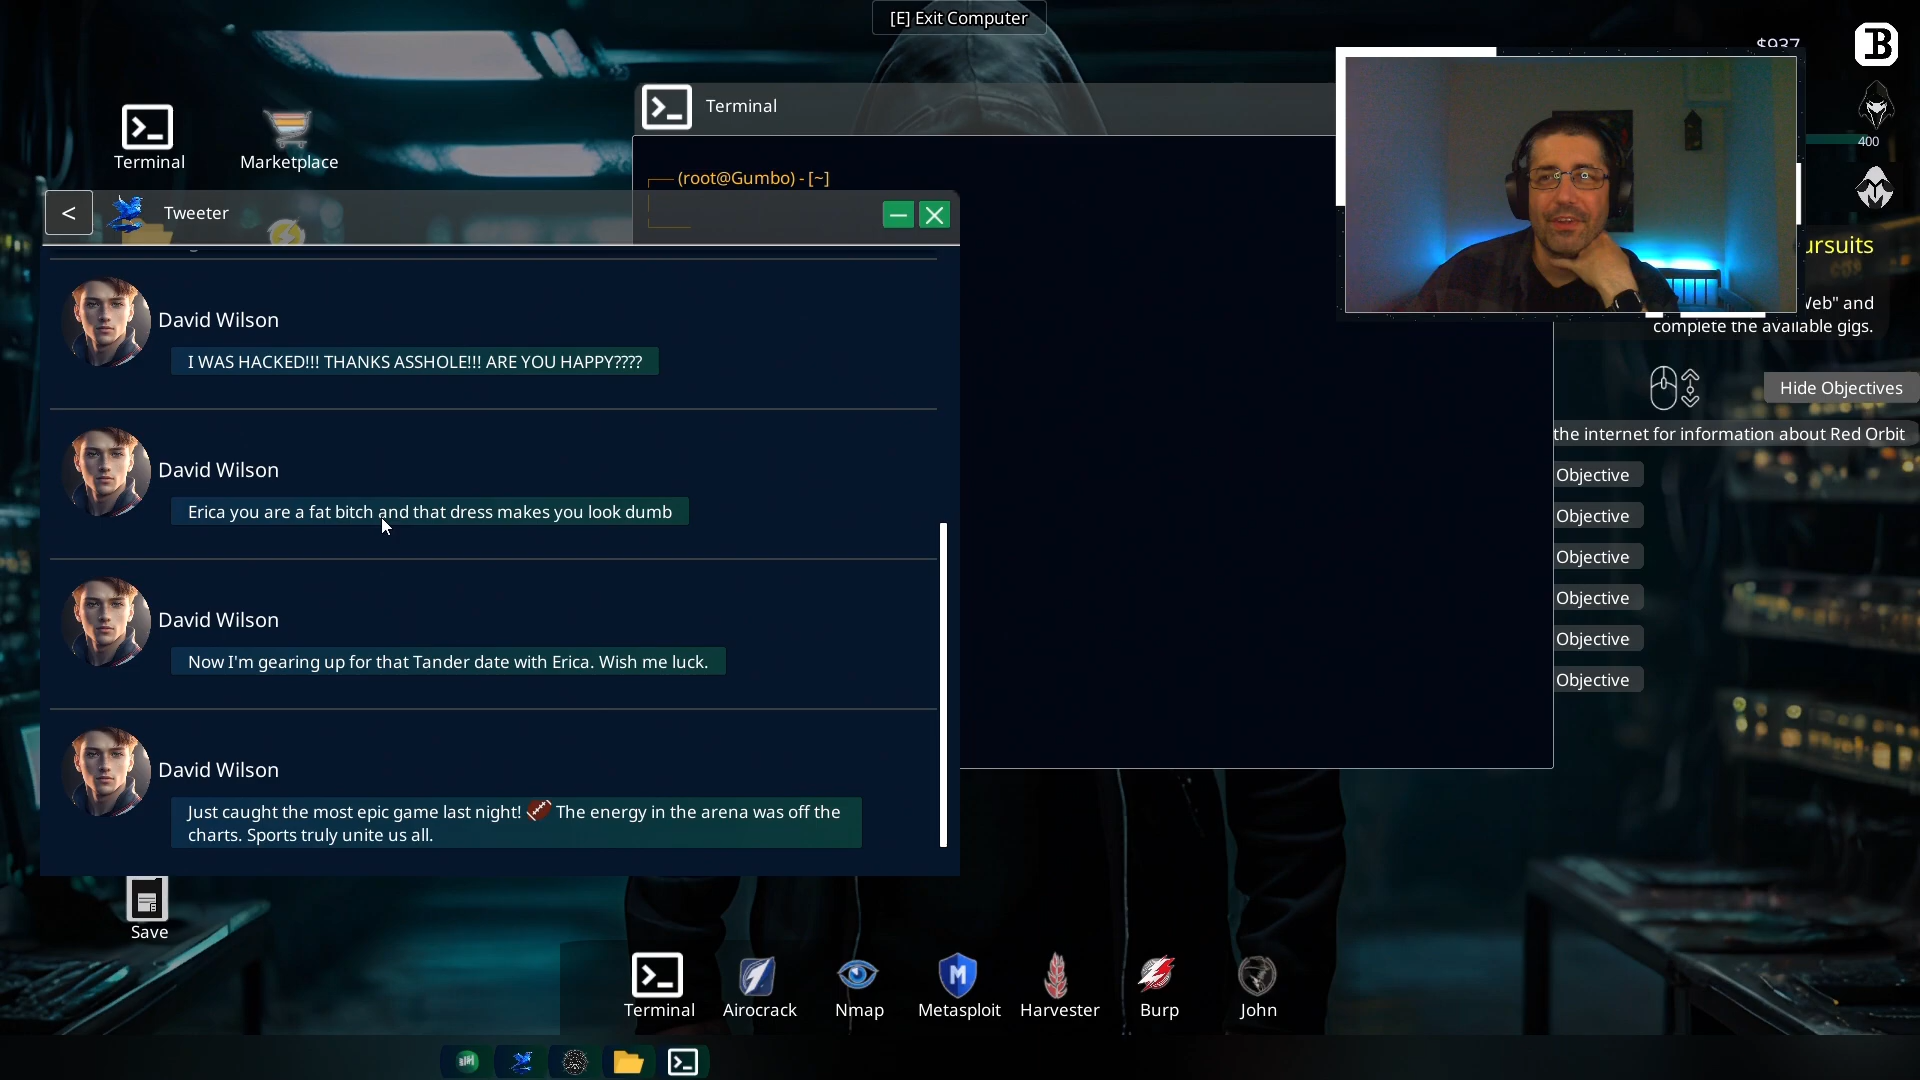 [E] Exit Computer
Terminal
Marketplace
Terminal
(root@Gumbo) - [~]
<
Tweeter
David Wilson
I WAS HACKED!!! THANKS ASSHOLE!!! ARE YOU HAPPY????
David Wilson
Erica you are a fat bitch and that dress makes you look dumb
David Wilson
Now I'm gearing up for that Tander date with Erica. Wish me luck.
David Wilson
Just caught the most epic game last night! 🏈 The energy in the arena was off the
charts. Sports truly unite us all.
$937
B
400
ursuits
Web" and
complete the available gigs.
Hide Objectives
the internet for information about Red Orbit
Objective
Objective
Objective
Objective
Objective
Objective
Save
Terminal
Airocrack
Nmap
M
Metasploit
Harvester
Burp
John